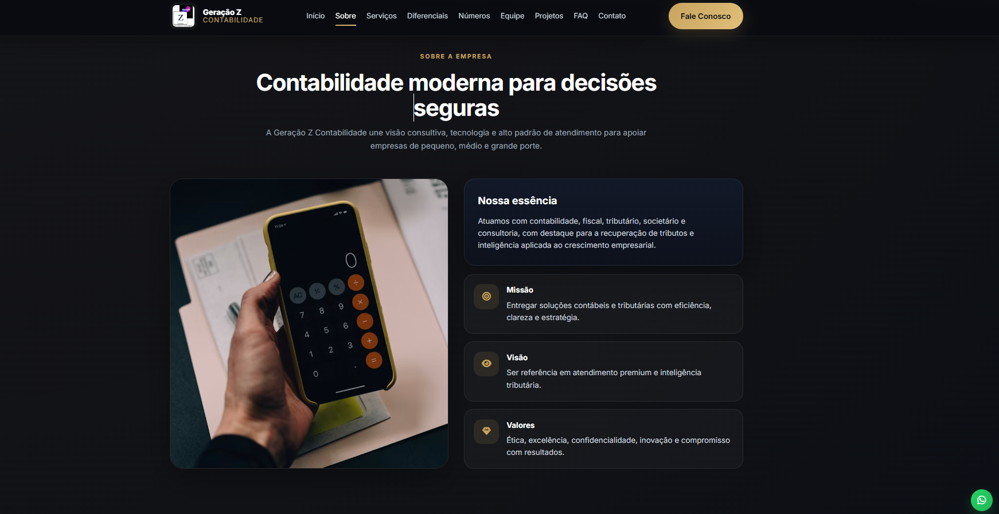 Z
Geração Z
CONTABILIDADE
Início Sobre Serviços Diferenciais Números Equipe Projetos FAQ Contato
Fale Conosco
SOBRE A EMPRESA
Contabilidade moderna para decisões
seguras
A Geração Z Contabilidade une visão consultiva, tecnologia e alto padrão de atendimento para apoiar
empresas de pequeno, médio e grande porte.
11:24
0
AC % ÷
7 8 9 ×
4 5 6 −
1 2 3 +
0 . =
Nossa essência
Atuamos com contabilidade, fiscal, tributário, societário e
consultoria, com destaque para a recuperação de tributos e
inteligência aplicada ao crescimento empresarial.
Missão
Entregar soluções contábeis e tributárias com eficiência,
clareza e estratégia.
Visão
Ser referência em atendimento premium e inteligência
tributária.
Valores
Ética, excelência, confidencialidade, inovação e compromisso
com resultados.